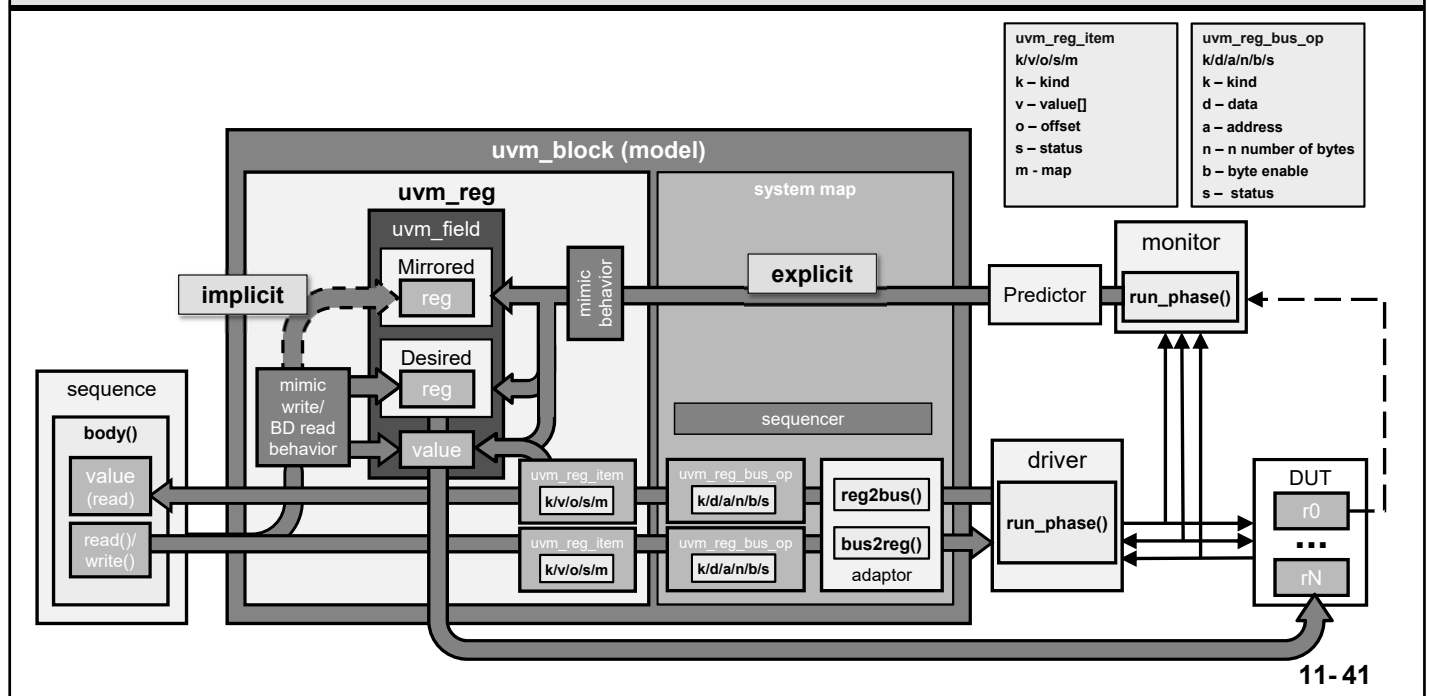 uvm_reg_item
k/v/o/s/m
k – kind
v – value[]
o – offset
s – status
m - map
uvm_reg_bus_op
k/d/a/n/b/s
k – kind
d – data
a – address
n – n number of bytes
b – byte enable
s – status
uvm_block (model)
uvm_reg
system map
uvm_field
Mirrored
reg
implicit
mimic
behavior
explicit
Predictor
monitor
run_phase()
Desired
reg
mimic
write/
BD read
behavior
value
sequence
body()
value
(read)
read()/
write()
sequencer
uvm_reg_item
k/v/o/s/m
uvm_reg_bus_op
k/d/a/n/b/s
reg2bus()
uvm_reg_item
k/v/o/s/m
uvm_reg_bus_op
k/d/a/n/b/s
bus2reg()
adaptor
driver
run_phase()
DUT
r0
...
rN
11- 41